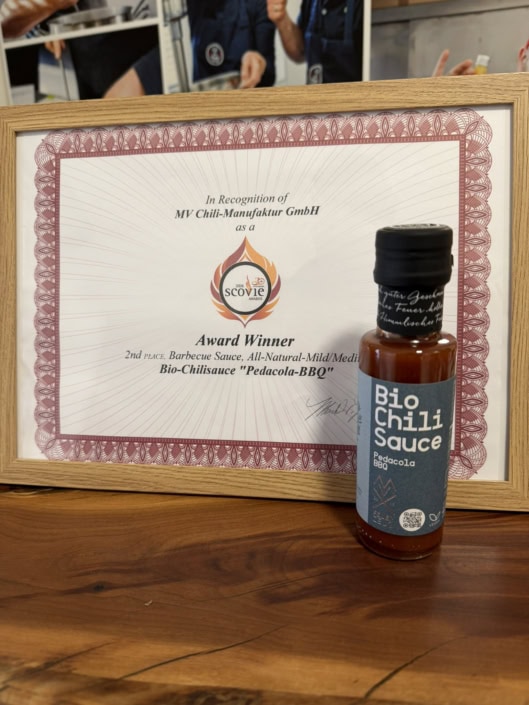 In Recognition of
MV Chili-Manufaktur GmbH
as a
scovie
Award Winner
2nd PLACE, Barbecue Sauce, All-Natural-Mild/Medi
Bio-Chilisauce "Pedacola-BBQ"
Bio
Chili
Sauce
Pedacola
BBQ